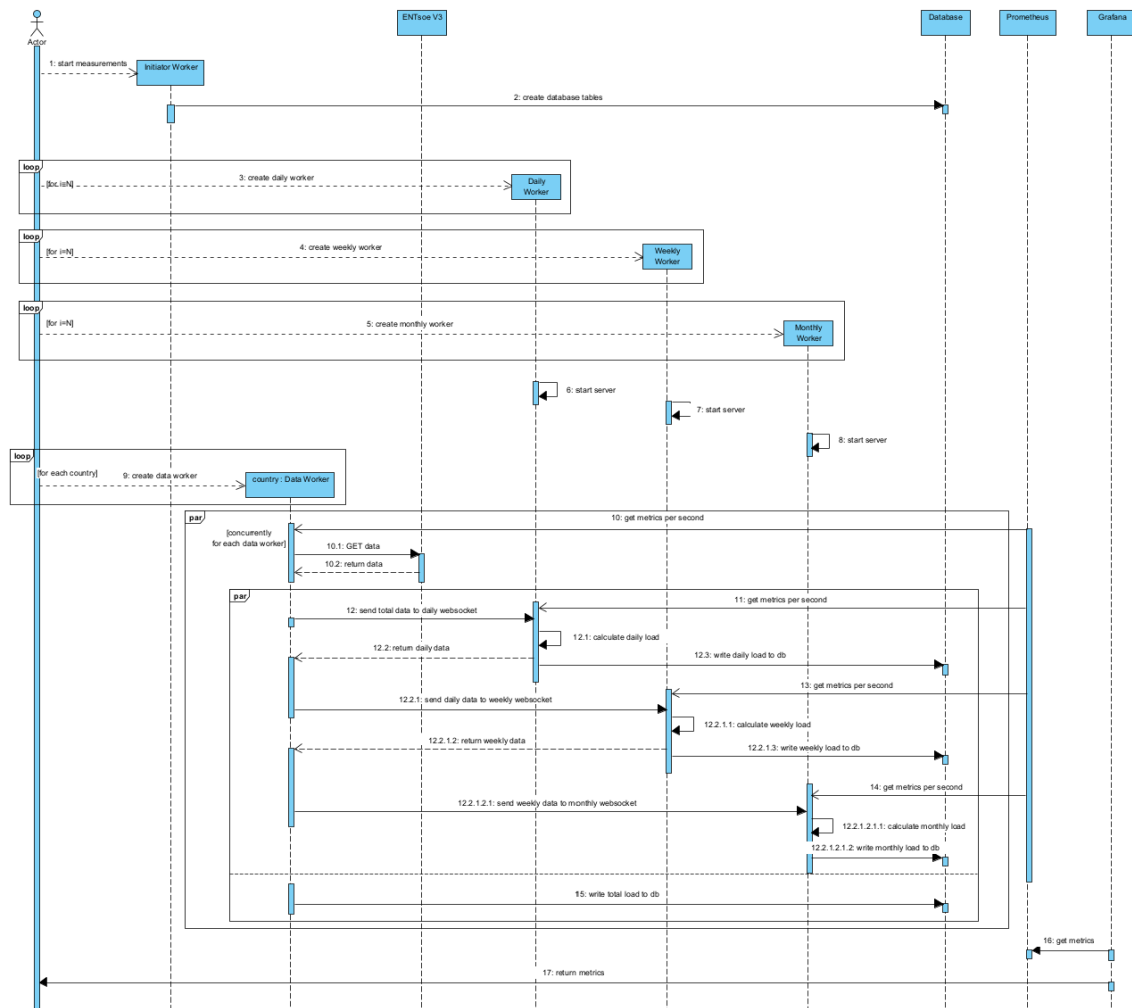 ENTsoe V3
Database
Prometheus
Grafana
Actor
1: start measurements
Initiator Worker
2: create database tables
loop
[for i=N]
3: create daily worker
Daily
Worker
loop
[for i=N]
4: create weekly worker
Weekly
Worker
loop
[for i=N]
5: create monthly worker
Monthly
Worker
6: start server
7: start server
8: start server
loop
[for each country]
9: create data worker
country : Data Worker
par
10: get metrics per second
[concurrently
for each data worker]
10.1: GET data
10.2: return data
par
11: get metrics per second
12: send total data to daily websocket
12.1: calculate daily load
12.2: return daily data
12.3: write daily load to db
13: get metrics per second
12.2.1: send daily data to weekly websocket
12.2.1.1: calculate weekly load
12.2.1.2: return weekly data
12.2.1.3: write weekly load to db
14: get metrics per second
12.2.1.2.1: send weekly data to monthly websocket
12.2.1.2.1.1: calculate monthly load
12.2.1.2.1.2: write monthly load to db
15: write total load to db
16: get metrics
17: return metrics